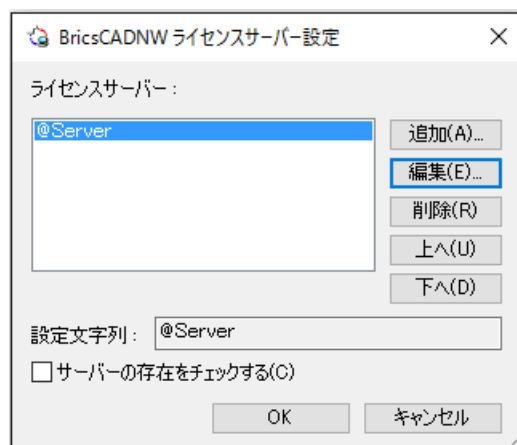 BricsCADNW ライセンスサーバー設定
ライセンスサーバー：
@Server
追加(A)...
編集(E)...
削除(R)
上へ(U)
下へ(D)
設定文字列： @Server
サーバーの存在をチェックする(C)
OK キャンセル